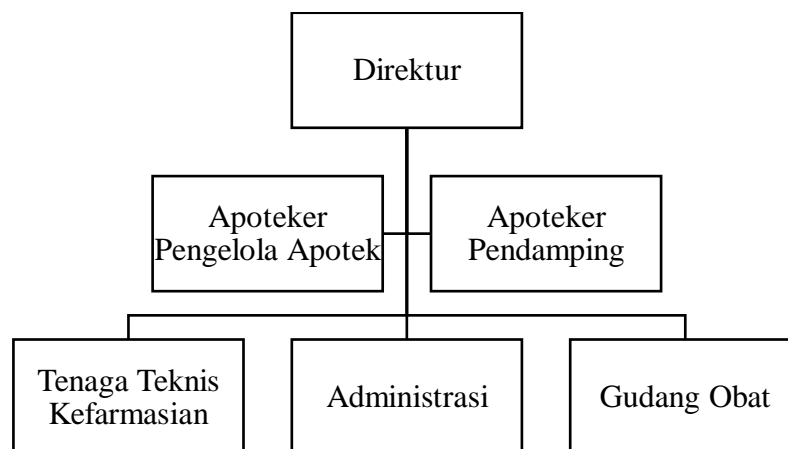 Direktur
Apoteker
Pengelola Apotek
Apoteker
Pendamping
Tenaga Teknis
Kefarmasian
Administrasi
Gudang Obat